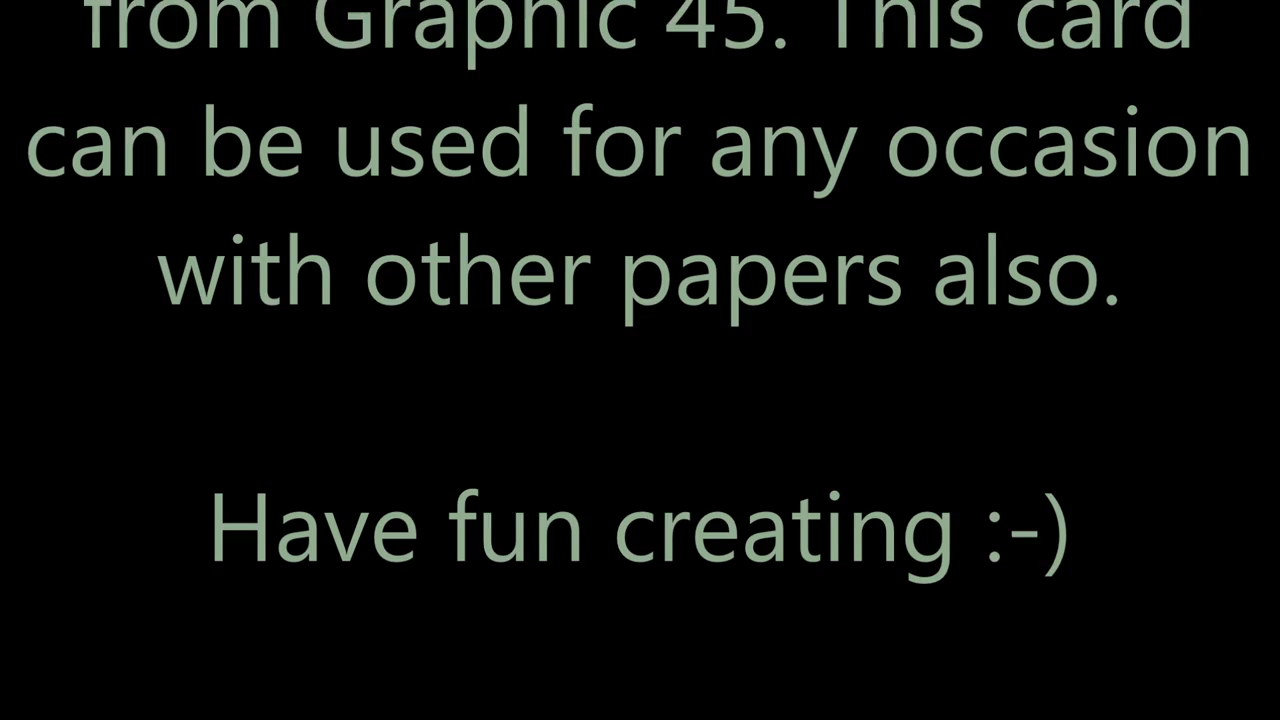 from Graphic 45. This card
can be used for any occasion
with other papers also.
Have fun creating :-)